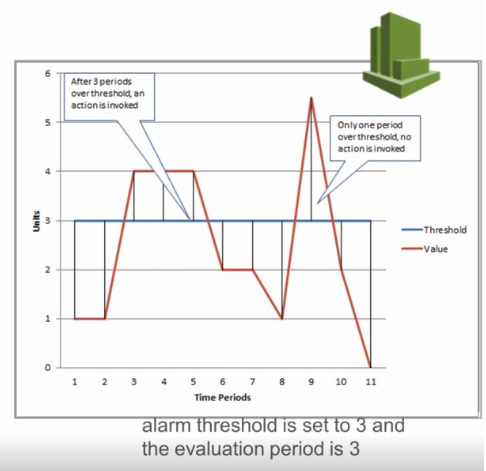 6
After 3 periods
over threshold, an
action is invoked
5
Only one period
over threshold, no
action is invoked
4
3
Threshold
Value
2
1
0
Units
1 2 3 4 5 6 7 8 9 10 11
Time Periods
alarm threshold is set to 3 and
the evaluation period is 3